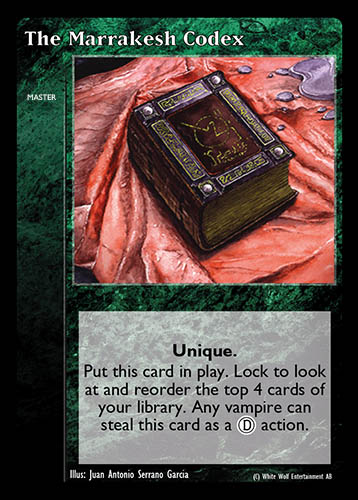 The Marrakesh Codex
MASTER
Unique.
Put this card in play. Lock to look
at and reorder the top 4 cards of
your library. Any vampire can
steal this card as a Ⓓ action.
Illus: Juan Antonio Serrano Garcia
(C) White Wolf Entertainment AB